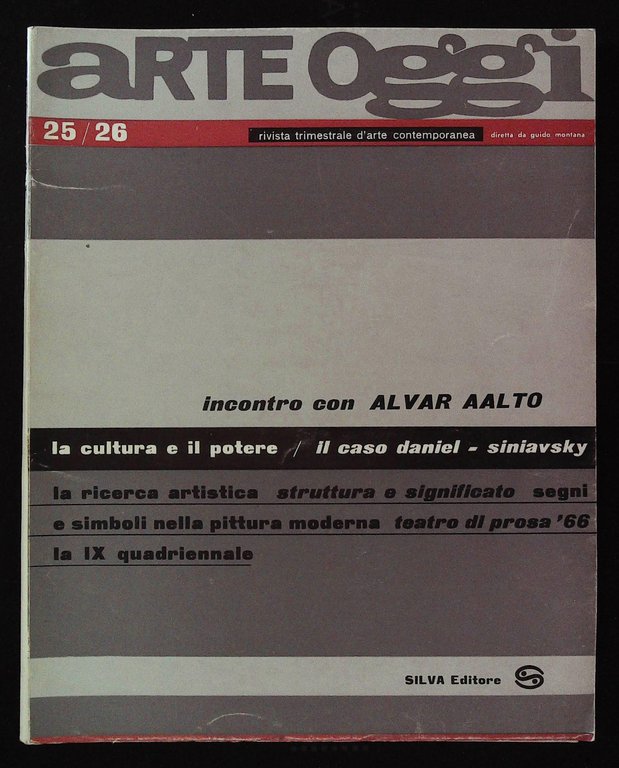 aRTE Oggi
25/26 rivista trimestrale d'arte contemporanea diretta da guido montana
incontro con ALVAR AALTO
la cultura e il potere / il caso daniel - siniavsky
la ricerca artistica struttura e significato segni
e simboli nella pittura moderna teatro di prosa '66
la IX quadriennale
SILVA Editore